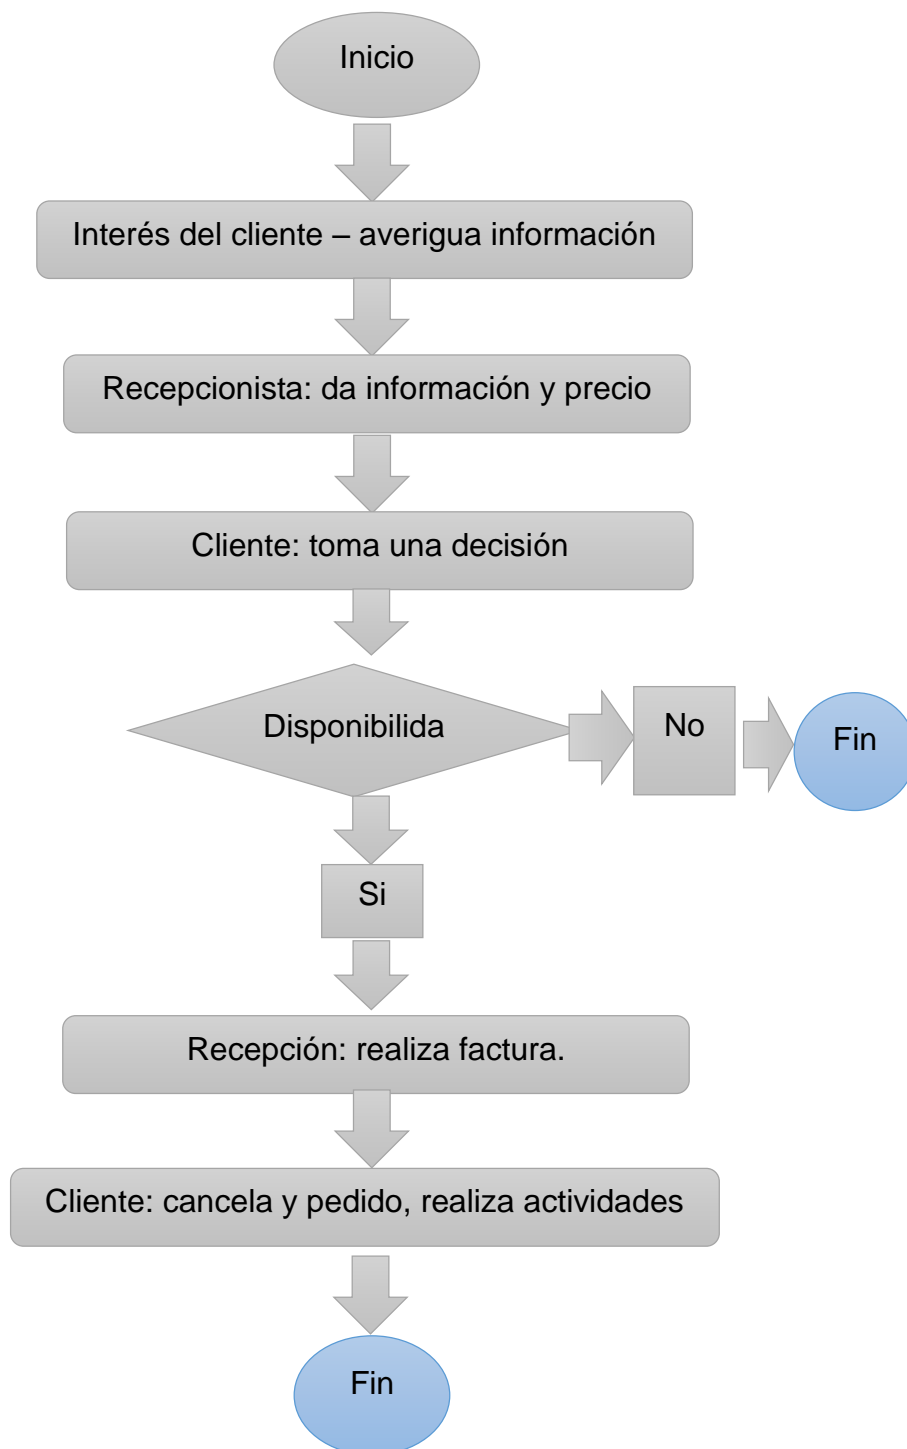 Inicio
Interés del cliente – averigua información
Recepcionista: da información y precio
Cliente: toma una decisión
Disponibilida
No
Fin
Si
Recepción: realiza factura.
Cliente: cancela y pedido, realiza actividades
Fin